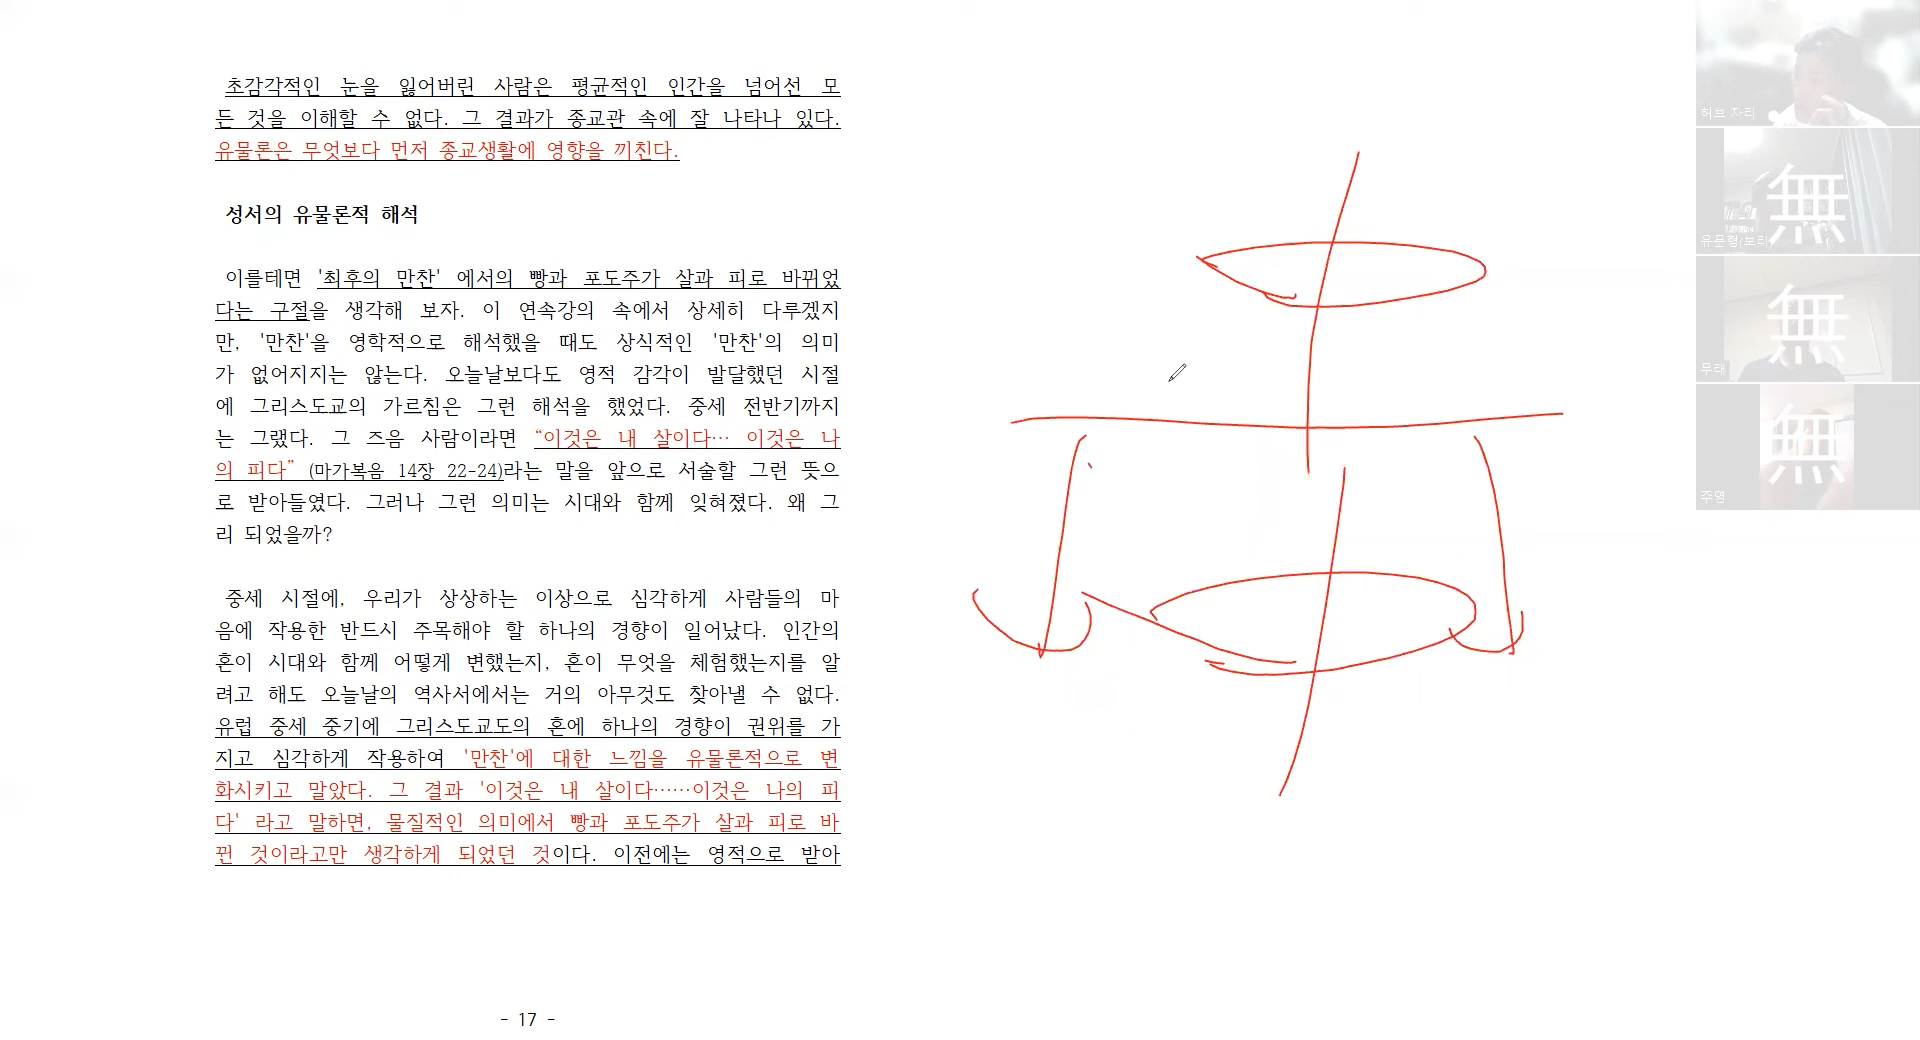 초감각적인 눈을 잃어버린 사람은 평균적인 인간을 넘어선 모
든 것을 이해할 수 없다. 그 결과가 종교관 속에 잘 나타나 있다.
유물론은 무엇보다 먼저 종교생활에 영향을 끼친다.
성서의 유물론적 해석
이를테면 '최후의 만찬' 에서의 빵과 포도주가 살과 피로 바뀌었
다는 구절을 생각해 보자. 이 연속강의 속에서 상세히 다루겠지
만, '만찬'을 영학적으로 해석했을 때도 상식적인 '만찬'의 의미
가 없어지지는 않는다. 오늘날보다도 영적 감각이 발달했던 시절
에 그리스도교의 가르침은 그런 해석을 했었다. 중세 전반기까지
는 그랬다. 그 즈음 사람이라면 “이것은 내 살이다… 이것은 나
의 피다” (마가복음 14장 22-24)라는 말을 앞으로 서술할 그런 뜻으
로 받아들였다. 그러나 그런 의미는 시대와 함께 잊혀졌다. 왜 그
리 되었을까?
중세 시절에, 우리가 상상하는 이상으로 심각하게 사람들의 마
음에 작용한 반드시 주목해야 할 하나의 경향이 일어났다. 인간의
혼이 시대와 함께 어떻게 변했는지, 혼이 무엇을 체험했는지를 알
려고 해도 오늘날의 역사서에서는 거의 아무것도 찾아낼 수 없다.
유럽 중세 중기에 그리스도교도의 혼에 하나의 경향이 권위를 가
지고 심각하게 작용하여 '만찬'에 대한 느낌을 유물론적으로 변
화시키고 말았다. 그 결과 '이것은 내 살이다……이것은 나의 피
다' 라고 말하면, 물질적인 의미에서 빵과 포도주가 살과 피로 바
뀐 것이라고만 생각하게 되었던 것이다. 이전에는 영적으로 받아
- 17 -
허브 자리
無
유문형(보리)
無
무래
無
주영